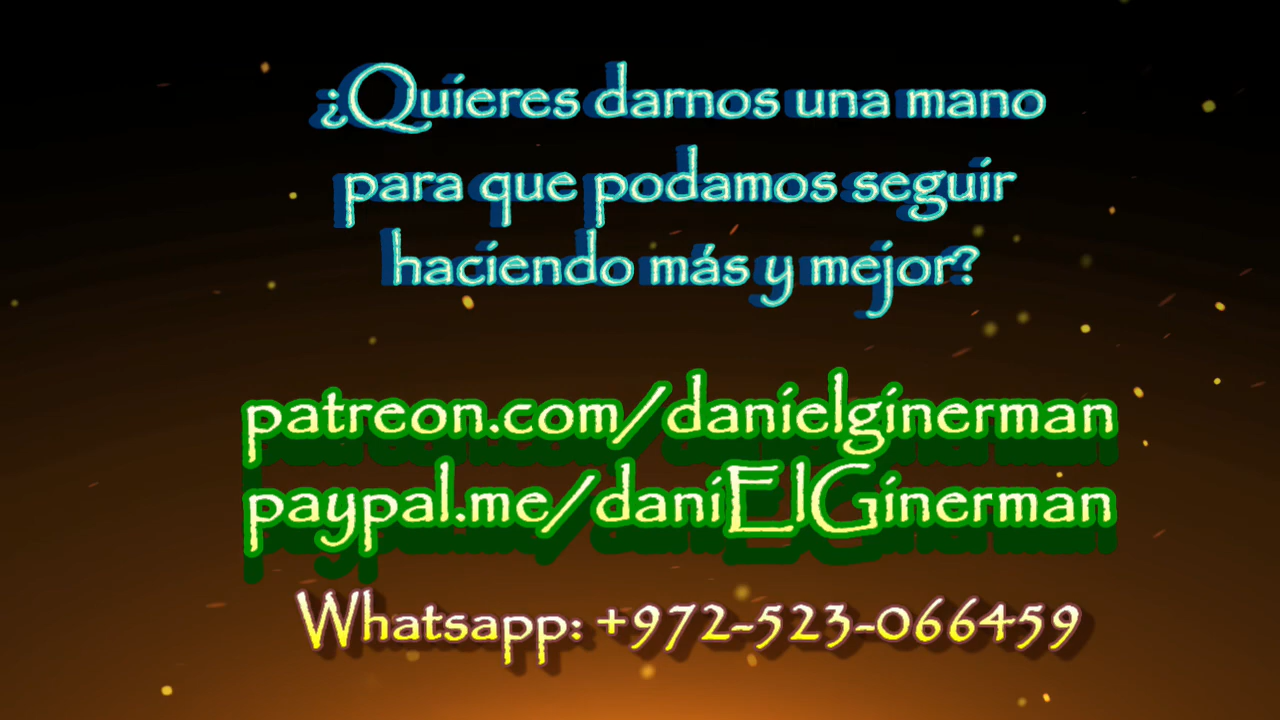 ¿Quieres darnos una mano
para que podamos seguir
haciendo más y mejor?
patreon.com/danielginerman
paypal.me/daniElGinerman
Whatsapp: +972-523-066459